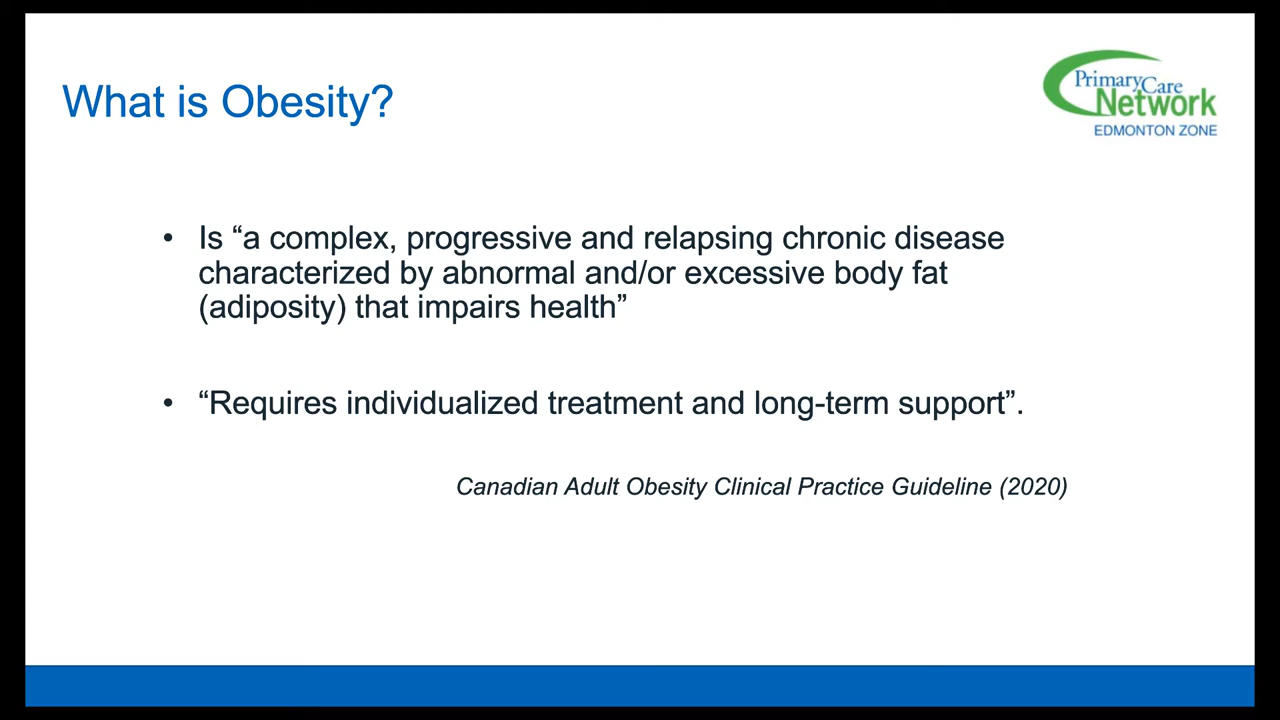 What is Obesity?
PrimaryCare
Network
EDMONTON ZONE
• Is “a complex, progressive and relapsing chronic disease
characterized by abnormal and/or excessive body fat
(adiposity) that impairs health”
• “Requires individualized treatment and long-term support”.
Canadian Adult Obesity Clinical Practice Guideline (2020)